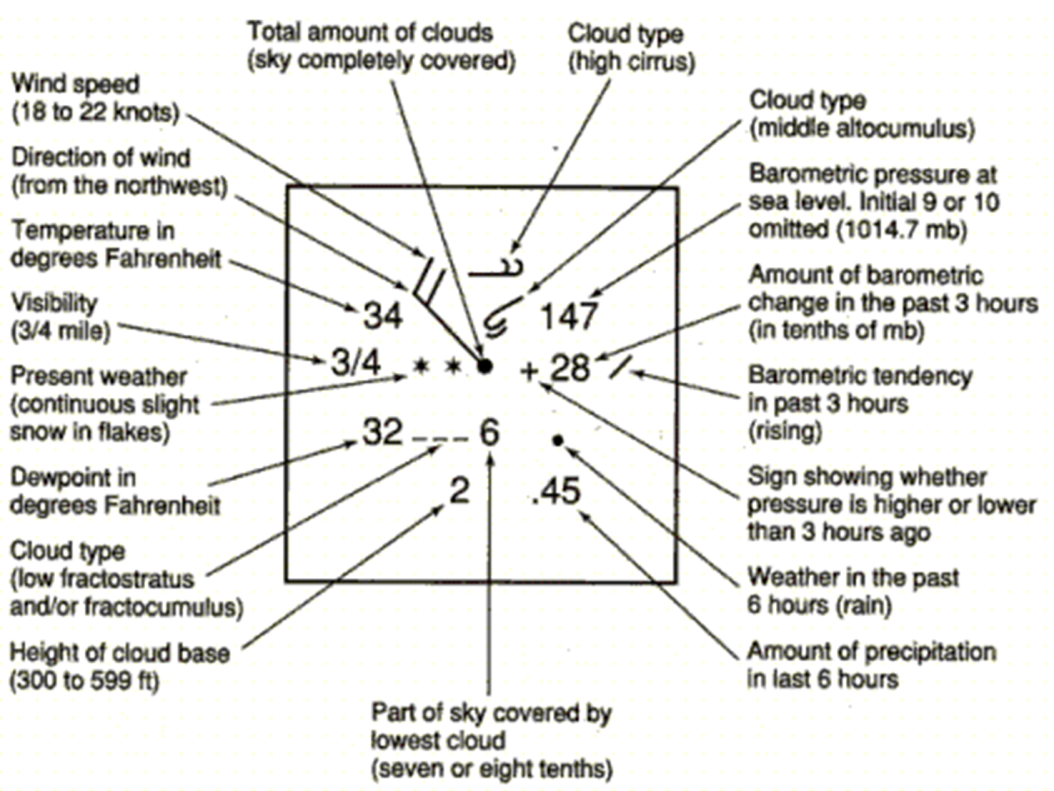 Total amount of clouds
(sky completely covered)
Cloud type
(high cirrus)
Wind speed
(18 to 22 knots)
Direction of wind
(from the northwest)
Temperature in
degrees Fahrenheit
Visibility
(3/4 mile)
Present weather
(continuous slight
snow in flakes)
Dewpoint in
degrees Fahrenheit
Cloud type
(low fractostratus
and/or fractocumulus)
Height of cloud base
(300 to 599 ft)
34
147
3/4 * *
+ 28
32 --- 6
2
.45
Part of sky covered by
lowest cloud
(seven or eight tenths)
Cloud type
(middle altocumulus)
Barometric pressure at
sea level. Initial 9 or 10
omitted (1014.7 mb)
Amount of barometric
change in the past 3 hours
(in tenths of mb)
Barometric tendency
in past 3 hours
(rising)
Sign showing whether
pressure is higher or lower
than 3 hours ago
Weather in the past
6 hours (rain)
Amount of precipitation
in last 6 hours